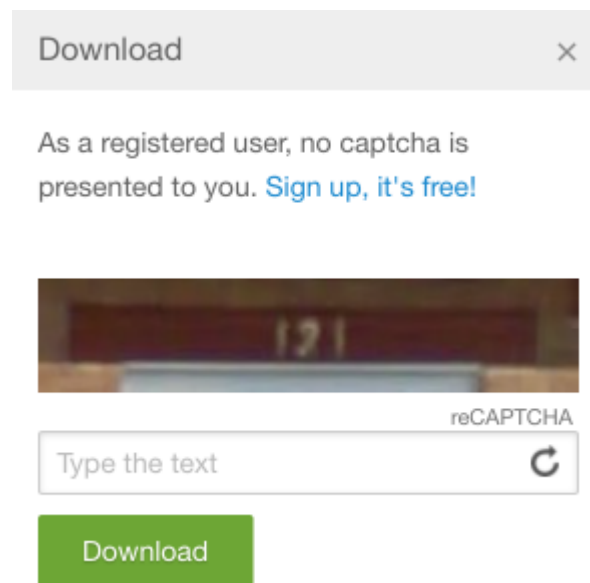 Download ×
As a registered user, no captcha is
presented to you. Sign up, it's free!
reCAPTCHA
Type the text
Download